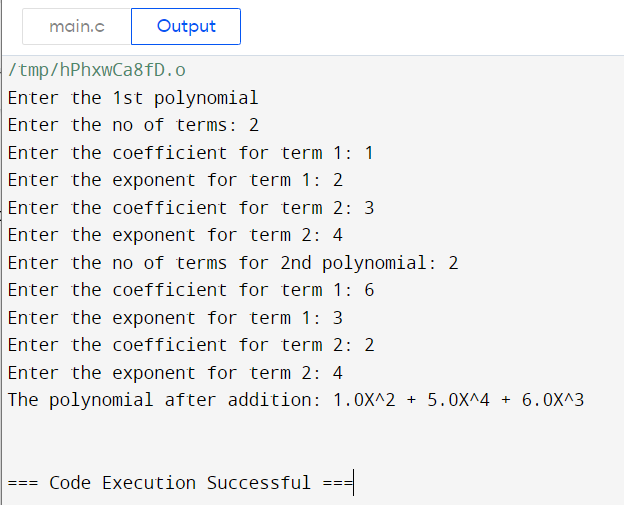 main.c Output
/tmp/hPhxwCa8fD.o
Enter the 1st polynomial
Enter the no of terms: 2
Enter the coefficient for term 1: 1
Enter the exponent for term 1: 2
Enter the coefficient for term 2: 3
Enter the exponent for term 2: 4
Enter the no of terms for 2nd polynomial: 2
Enter the coefficient for term 1: 6
Enter the exponent for term 1: 3
Enter the coefficient for term 2: 2
Enter the exponent for term 2: 4
The polynomial after addition: 1.0X^2 + 5.0X^4 + 6.0X^3
=== Code Execution Successful ===